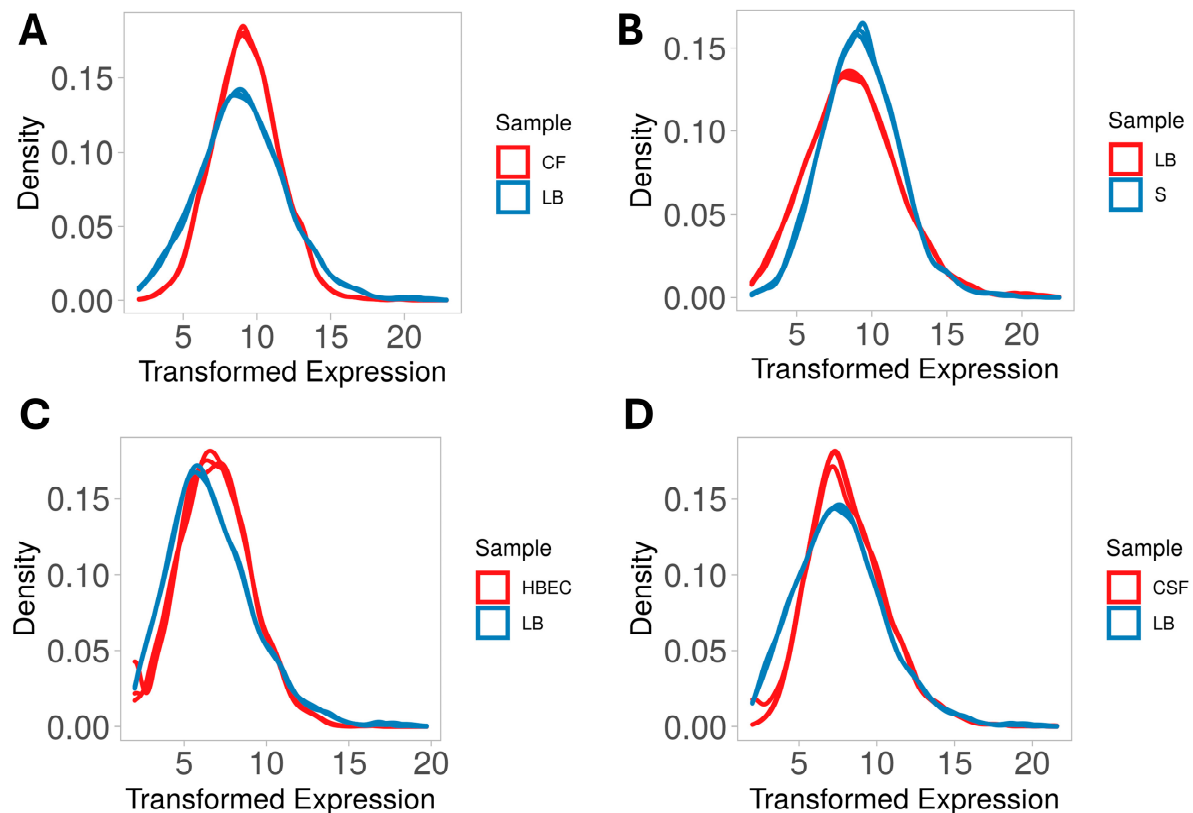 A
Density
0.15
0.10
0.05
0.00
5
10
15
20
Transformed Expression
Sample
CF
LB
B
Density
0.15
0.10
0.05
0.00
5
10
15
20
Transformed Expression
Sample
LB
S
C
Density
0.15
0.10
0.05
0.00
5
10
15
20
Transformed Expression
Sample
HBEC
LB
D
Density
0.15
0.10
0.05
0.00
5
10
15
20
Transformed Expression
Sample
CSF
LB